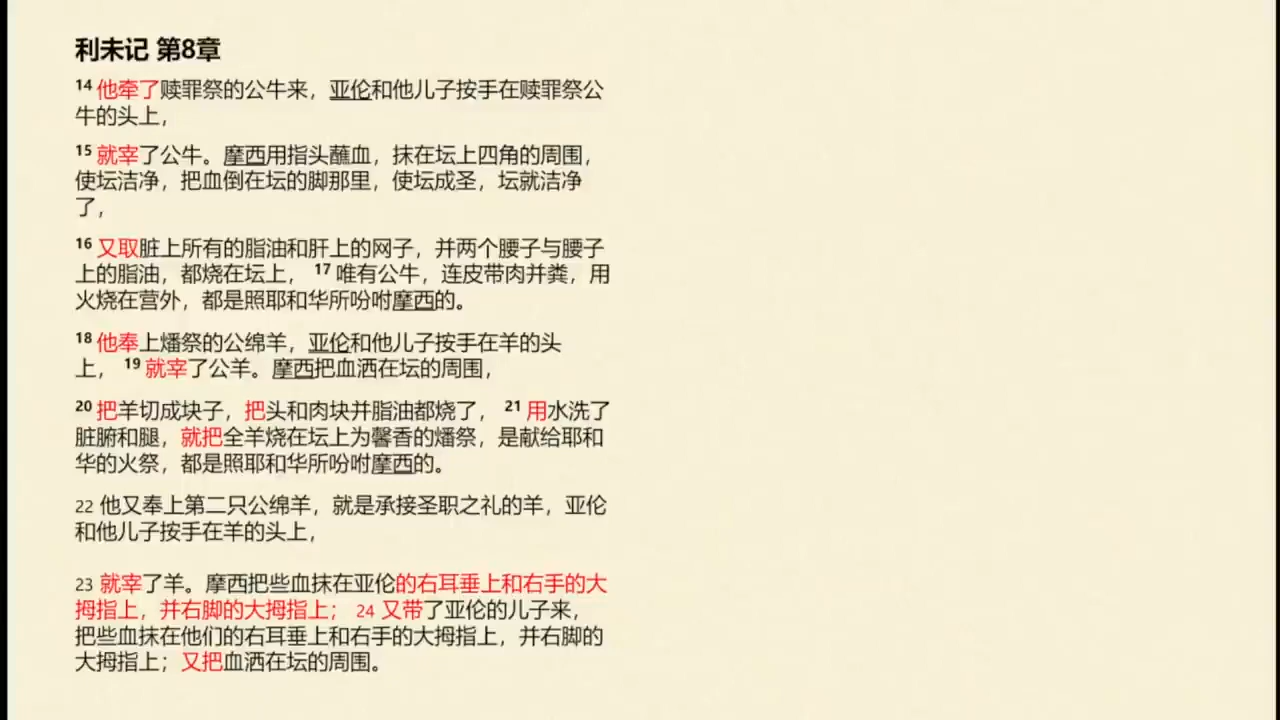 利未记 第8章
14 他牵了赎罪祭的公牛来，亚伦和他儿子按手在赎罪祭公
牛的头上，
15 就宰了公牛。摩西用指头蘸血，抹在坛上四角的周围，
使坛洁净，把血倒在坛的脚那里，使坛成圣，坛就洁净
了，
16 又取脏上所有的脂油和肝上的网子，并两个腰子与腰子
上的脂油，都烧在坛上， 17 唯有公牛，连皮带肉并粪，用
火烧在营外，都是照耶和华所吩咐摩西的。
18 他奉上燔祭的公绵羊，亚伦和他儿子按手在羊的头
上， 19 就宰了公羊。摩西把血洒在坛的周围，
20 把羊切成块子，把头和肉块并脂油都烧了， 21 用水洗了
脏腑和腿，就把全羊烧在坛上为馨香的燔祭，是献给耶和
华的火祭，都是照耶和华所吩咐摩西的。
22 他又奉上第二只公绵羊，就是承接圣职之礼的羊，亚伦
和他儿子按手在羊的头上，
23 就宰了羊。摩西把些血抹在亚伦的右耳垂上和右手的大
拇指上，并右脚的大拇指上； 24 又带了亚伦的儿子来，
把些血抹在他们的右耳垂上和右手的大拇指上，并右脚的
大拇指上；又把血洒在坛的周围。